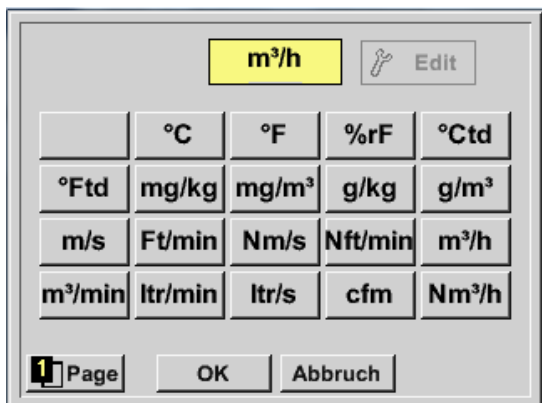 m³/h Edit
°C °F %rF °Ctd
°Ftd mg/kg mg/m³ g/kg g/m³
m/s Ft/min Nm/s Nft/min m³/h
m³/min ltr/min ltr/s cfm Nm³/h
1 Page OK Abbruch